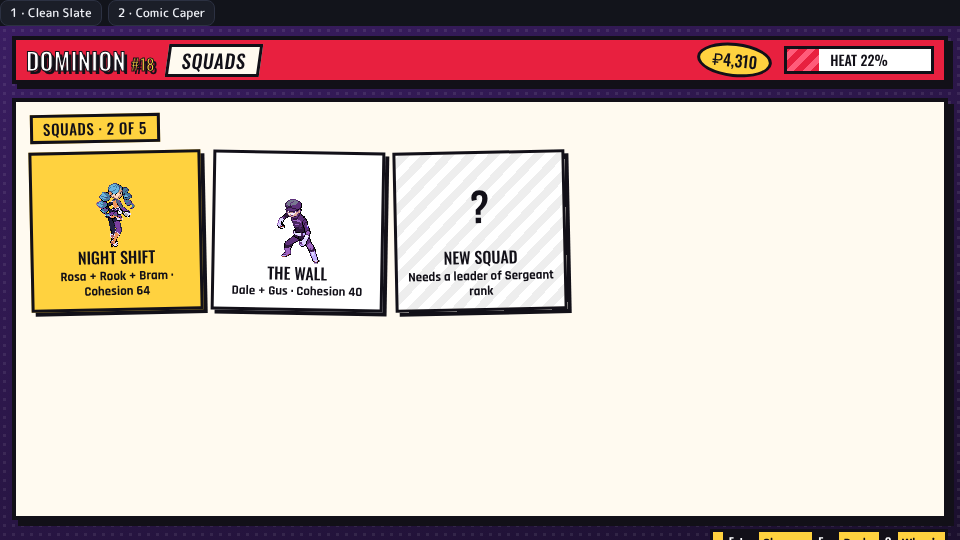 1 · Clean Slate
2 · Comic Caper
DOMINION #18
SQUADS
₽4,310
HEAT 22%
SQUADS · 2 OF 5
NIGHT SHIFT
Rosa + Rook + Bram ·
Cohesion 64
THE WALL
Dale + Gus · Cohesion 40
?
NEW SQUAD
Needs a leader of Sergeant
rank